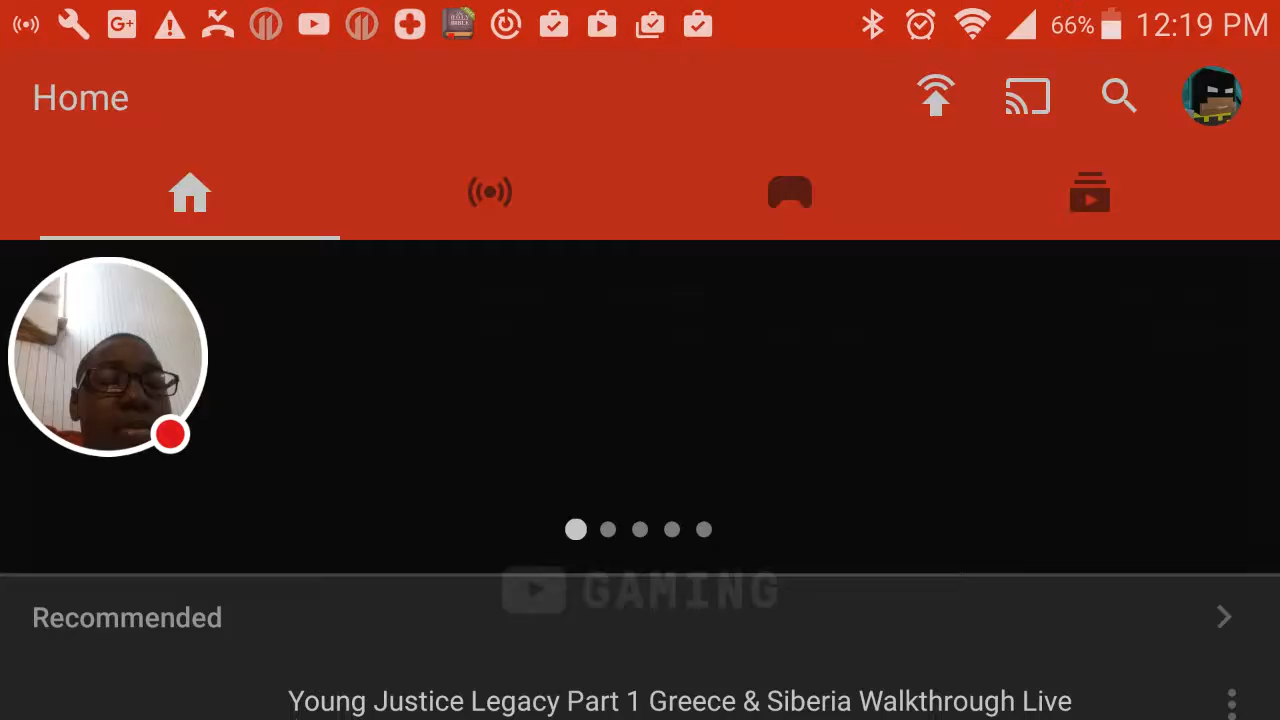 66% 12:19 PM
Home
GAMING
Recommended
Young Justice Legacy Part 1 Greece & Siberia Walkthrough Live